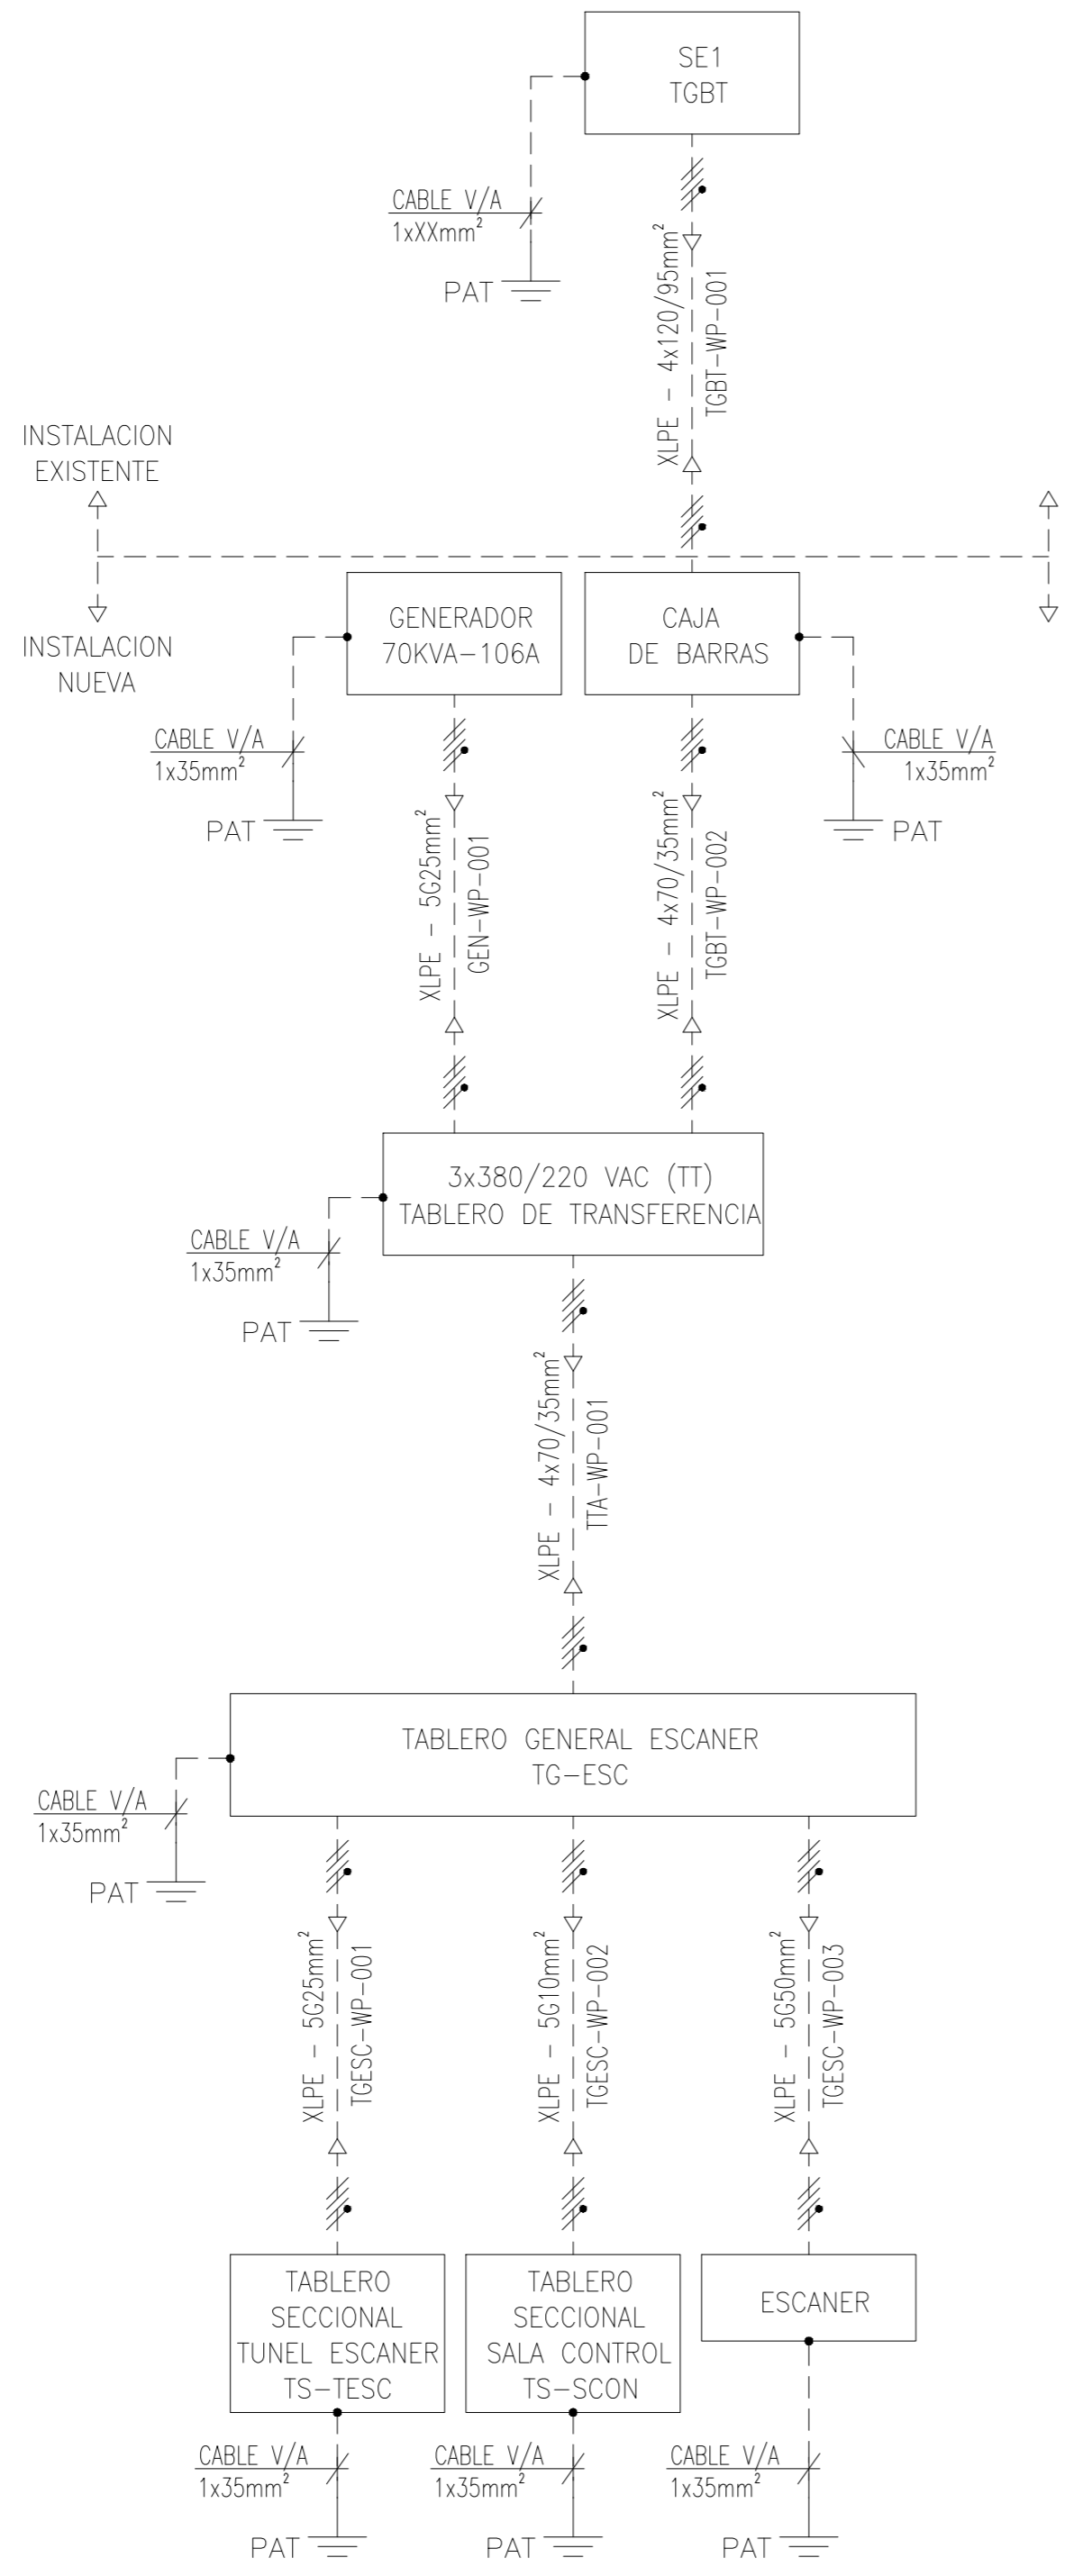 SE1
TGBT
CABLE V/A
1xXXmm²
PAT
XLPE - 4x120/95mm²
TGBT-WP-001
INSTALACION
EXISTENTE
INSTALACION
NUEVA
GENERADOR
70KVA-106A
CAJA
DE BARRAS
CABLE V/A
1x35mm²
PAT
CABLE V/A
1x35mm²
PAT
XLPE - 5G25mm²
GEN-WP-001
XLPE - 4x70/35mm²
TGBT-WP-002
3x380/220 VAC (TT)
TABLERO DE TRANSFERENCIA
CABLE V/A
1x35mm²
PAT
XLPE - 4x70/35mm²
TTA-WP-001
TABLERO GENERAL ESCANER
TG-ESC
CABLE V/A
1x35mm²
PAT
XLPE - 5G25mm²
TGESC-WP-001
XLPE - 5G10mm²
TGESC-WP-002
XLPE - 5G50mm²
TGESC-WP-003
TABLERO
SECCIONAL
TUNEL ESCANER
TS-TESC
TABLERO
SECCIONAL
SALA CONTROL
TS-SCON
ESCANER
CABLE V/A
1x35mm²
PAT
CABLE V/A
1x35mm²
PAT
CABLE V/A
1x35mm²
PAT